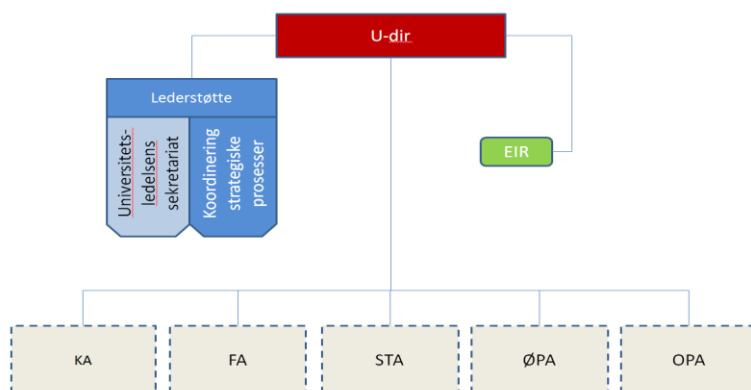 U-dir
Lederstøtte
Universitets-
ledelsens
sekretariat
Koordinering
strategiske
prosesser
EIR
KA
FA
STA
ØPA
OPA